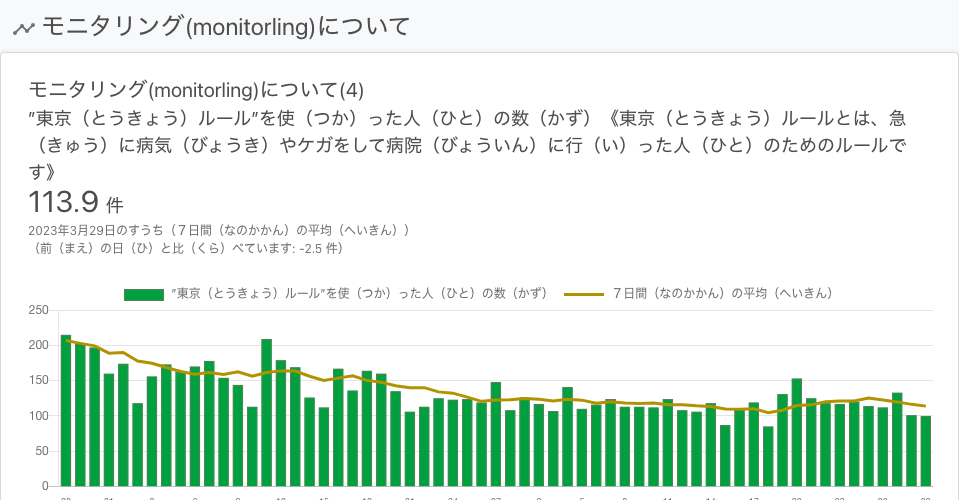 モニタリング(monitorling)について
モニタリング(monitorling)について(4)
”東京（とうきょう）ルール”を使（つか）った人（ひと）の数（かず）《東京（とうきょう）ルールとは、急
（きゅう）に病気（びょうき）やケガをして病院（びょういん）に行（い）った人（ひと）のためのルールで
す》
113.9 件
2023年3月29日のすうち（７日間（なのかかん）の平均（へいきん））
（前（まえ）の日（ひ）と比（くら）べています: -2.5 件）
”東京（とうきょう）ルール”を使（つか）った人（ひと）の数（かず） ７日間（なのかかん）の平均（へいきん）
250
200
150
100
50
0